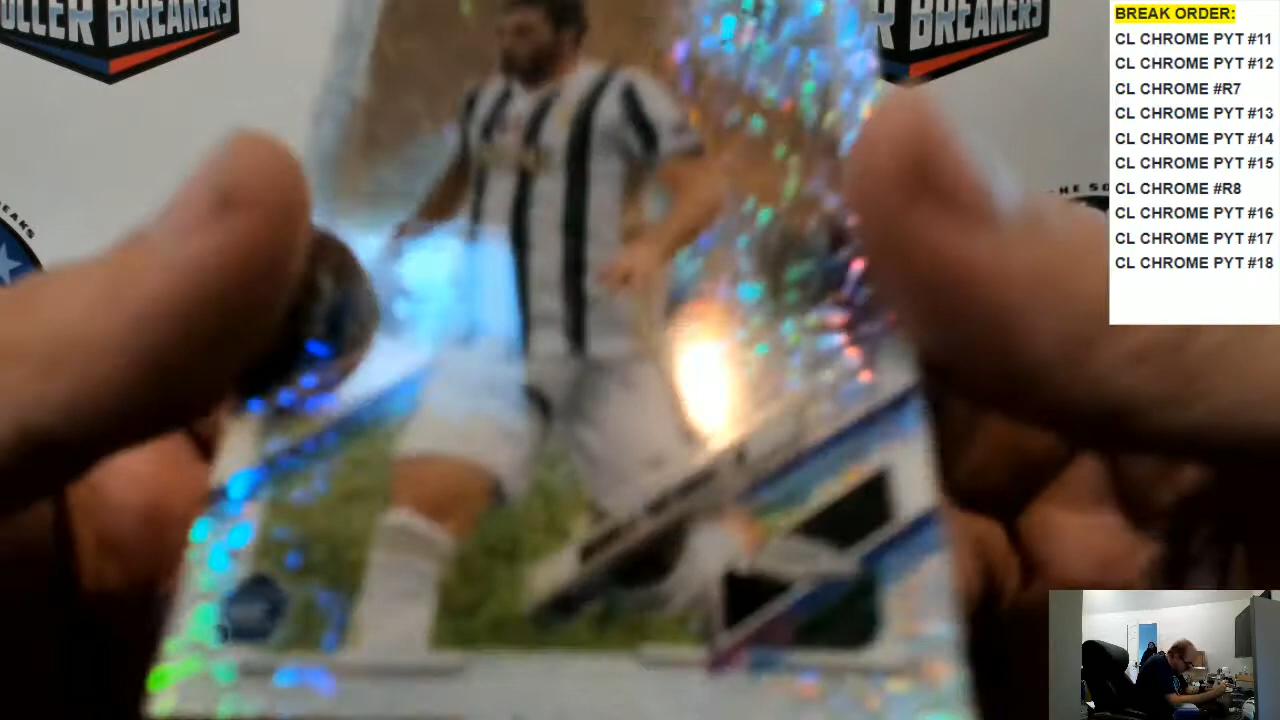 BREAKERS
BREAKERS
BREAK ORDER:
CL CHROME PYT #11
CL CHROME PYT #12
CL CHROME #R7
CL CHROME PYT #13
CL CHROME PYT #14
CL CHROME PYT #15
CL CHROME #R8
CL CHROME PYT #16
CL CHROME PYT #17
CL CHROME PYT #18